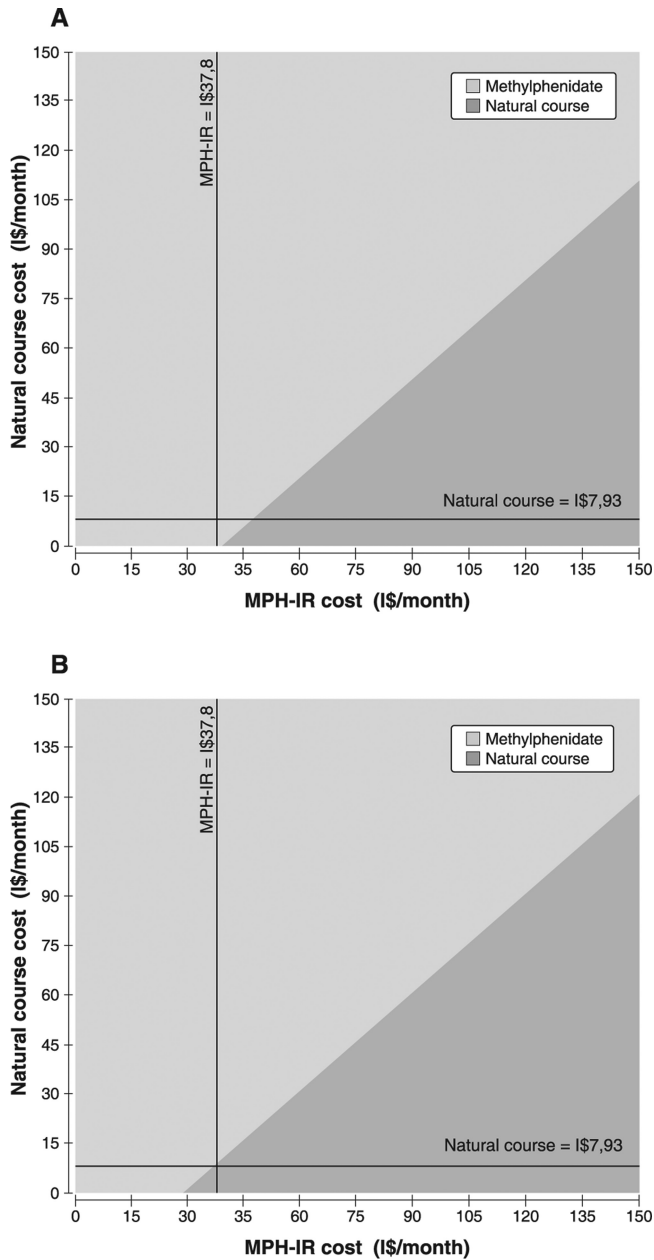 A
Natural course cost (I$/month)
150
135
120
105
90
75
60
45
30
15
0
MPH-IR = I$37,8
Methylphenidate
Natural course
Natural course = I$7,93
0 15 30 35 60 75 90 105 120 135 150
MPH-IR cost (I$/month)
B
Natural course cost (I$/month)
150
135
120
105
90
75
60
45
30
15
0
MPH-IR = I$37,8
Methylphenidate
Natural course
Natural course = I$7,93
0 15 30 35 60 75 90 105 120 135 150
MPH-IR cost (I$/month)